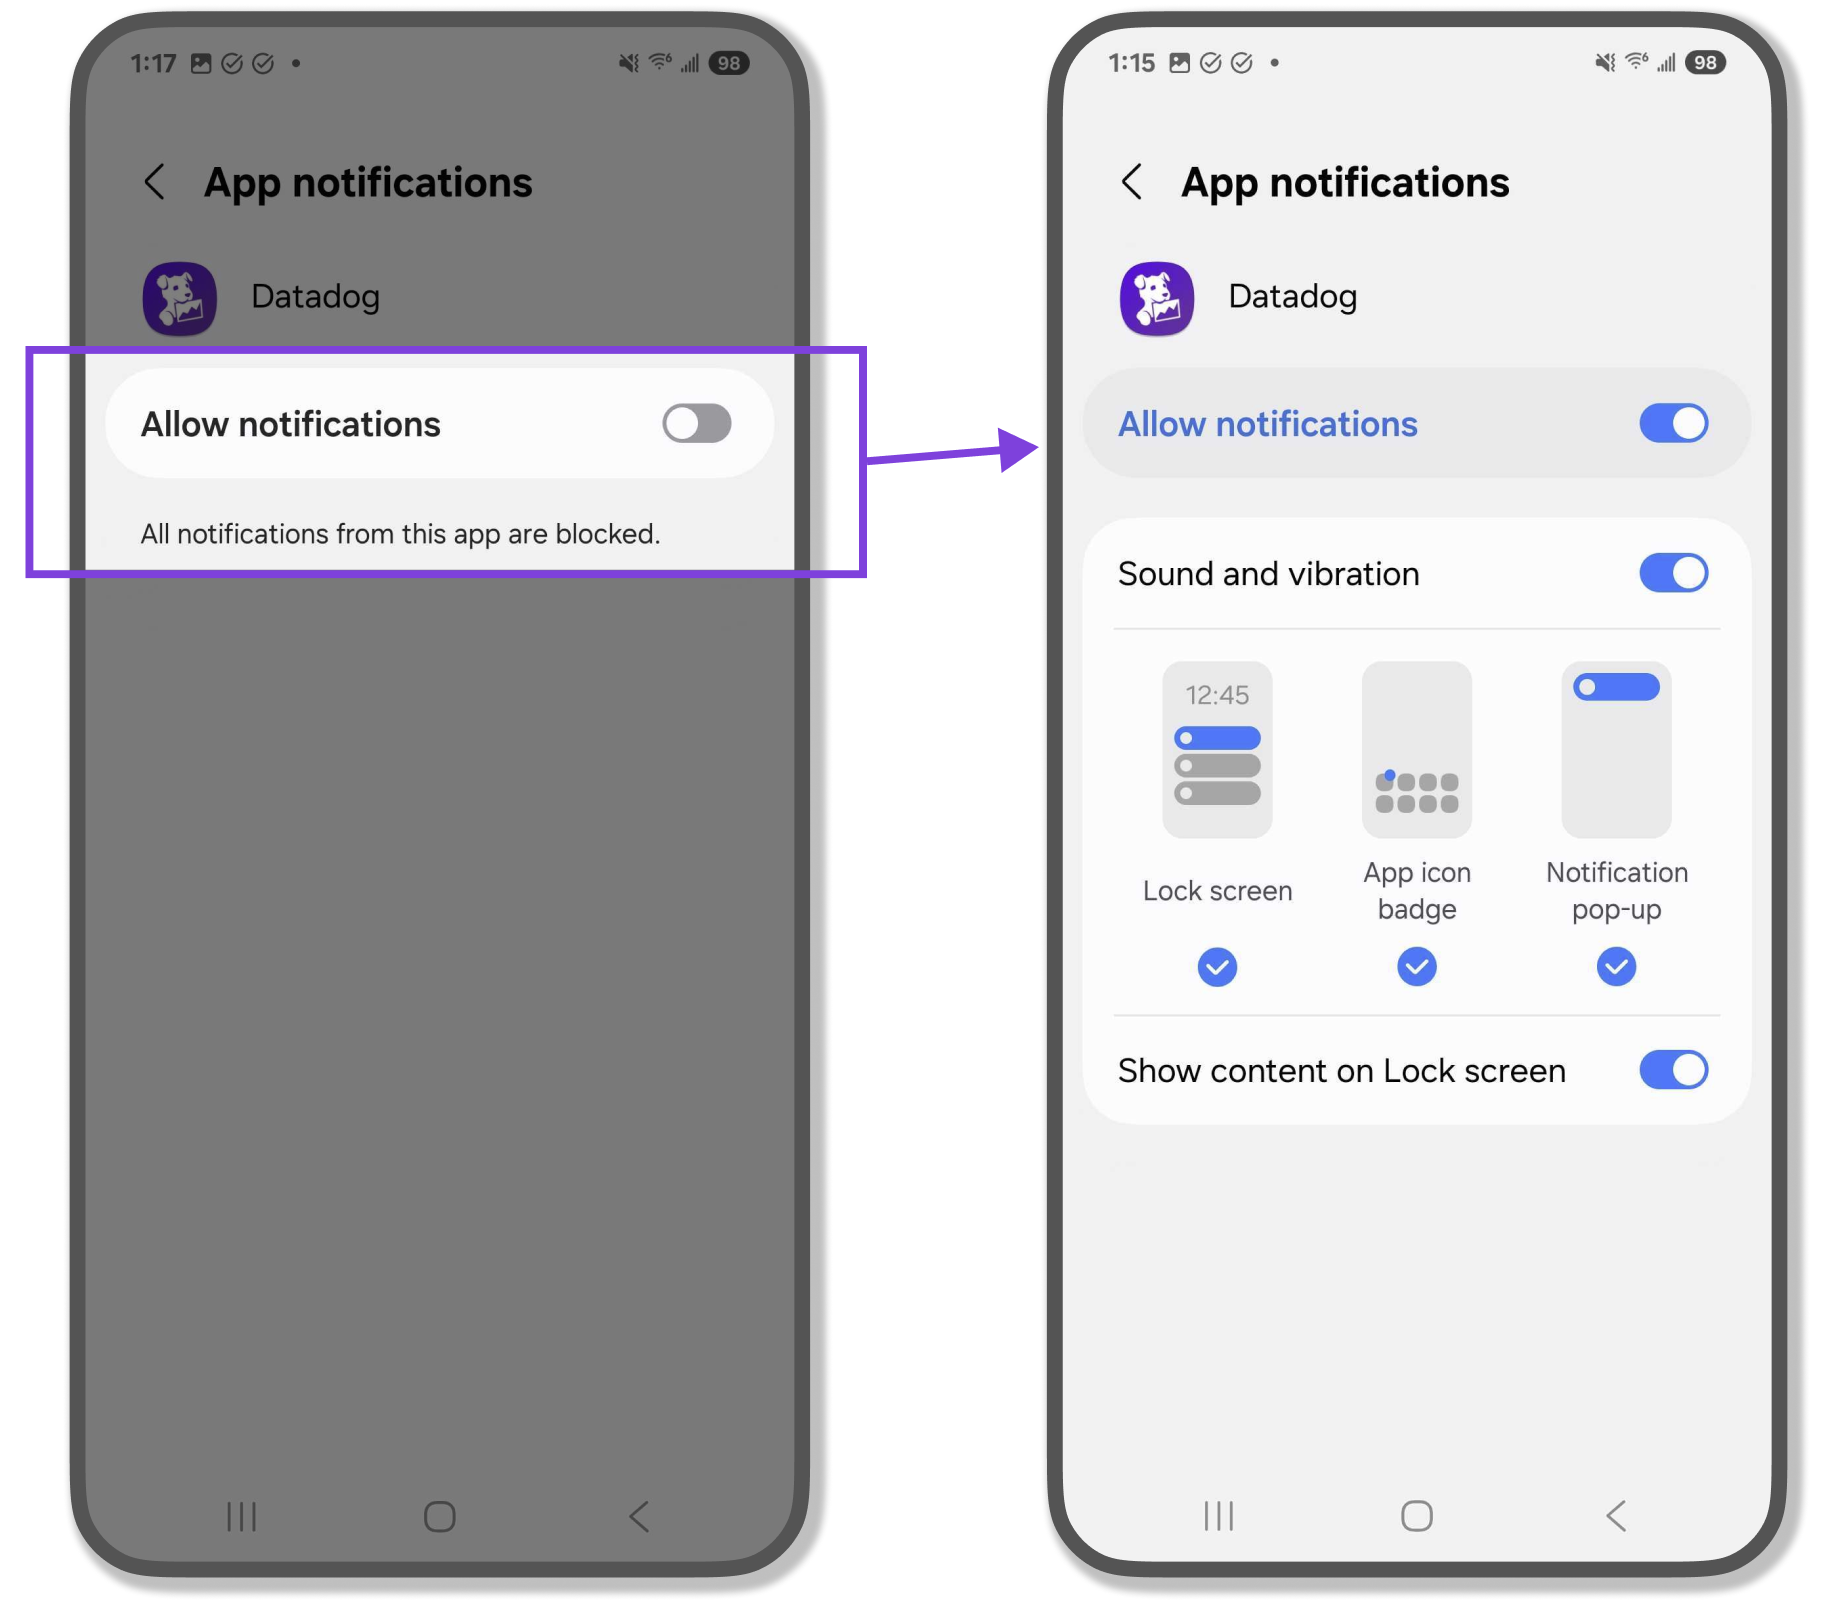 1:17
98
App notifications
Datadog
Allow notifications
All notifications from this app are blocked.
1:15
98
App notifications
Datadog
Allow notifications
Sound and vibration
12:45
Lock screen
App icon
badge
Notification
pop-up
Show content on Lock screen